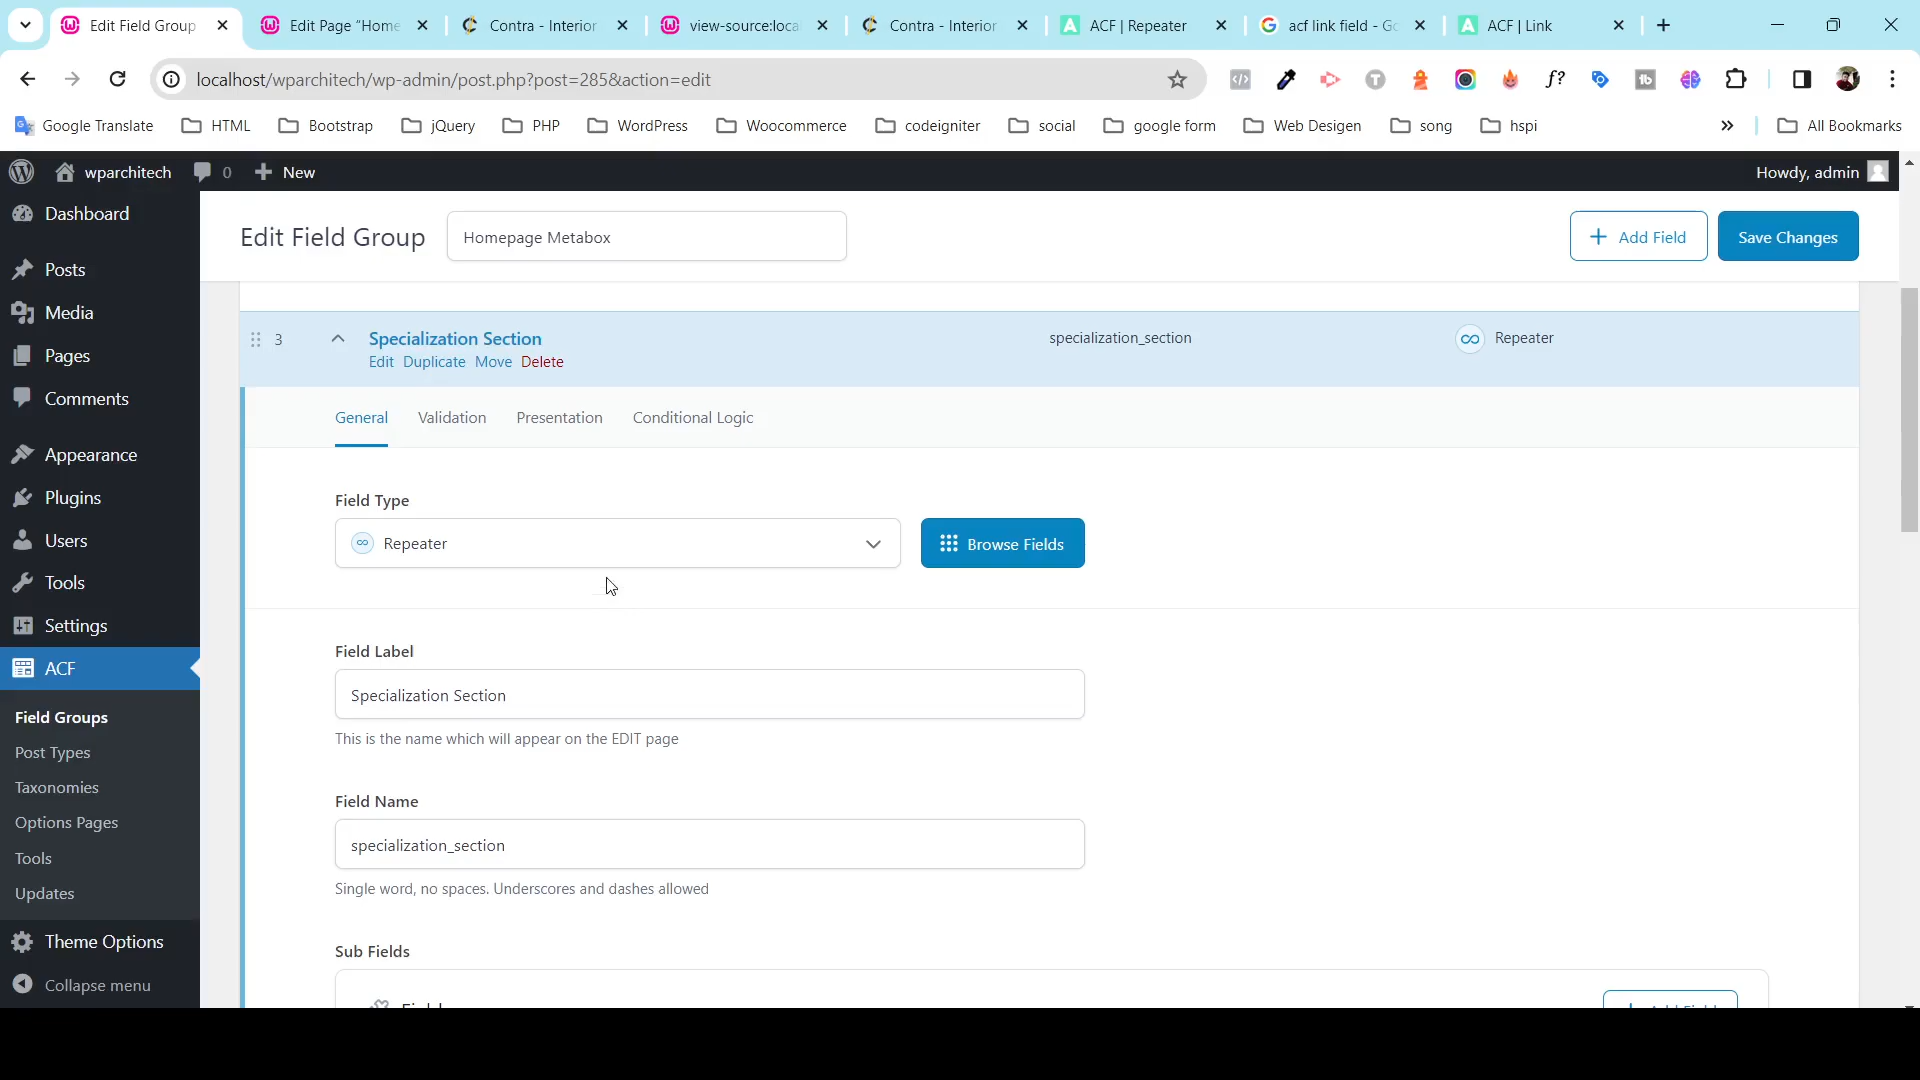 Edit Field Group
Edit Page "Home
Contra - Interior
view-source:loca
Contra - Interior
ACF | Repeater
acf link field - Go
ACF | Link
localhost/wparchitech/wp-admin/post.php?post=285&action=edit
Google Translate
HTML
Bootstrap
jQuery
PHP
WordPress
Woocommerce
codeigniter
social
google form
Web Desigen
song
hspi
All Bookmarks
wparchitech
0
New
Howdy, admin
Dashboard
Posts
Media
Pages
Comments
Appearance
Plugins
Users
Tools
Settings
ACF
Field Groups
Post Types
Taxonomies
Options Pages
Tools
Updates
Theme Options
Collapse menu
Edit Field Group
Homepage Metabox
Add Field
Save Changes
3
Specialization Section
specialization_section
Repeater
Edit Duplicate Move Delete
General
Validation
Presentation
Conditional Logic
Field Type
Repeater
Browse Fields
Field Label
Specialization Section
This is the name which will appear on the EDIT page
Field Name
specialization_section
Single word, no spaces. Underscores and dashes allowed
Sub Fields